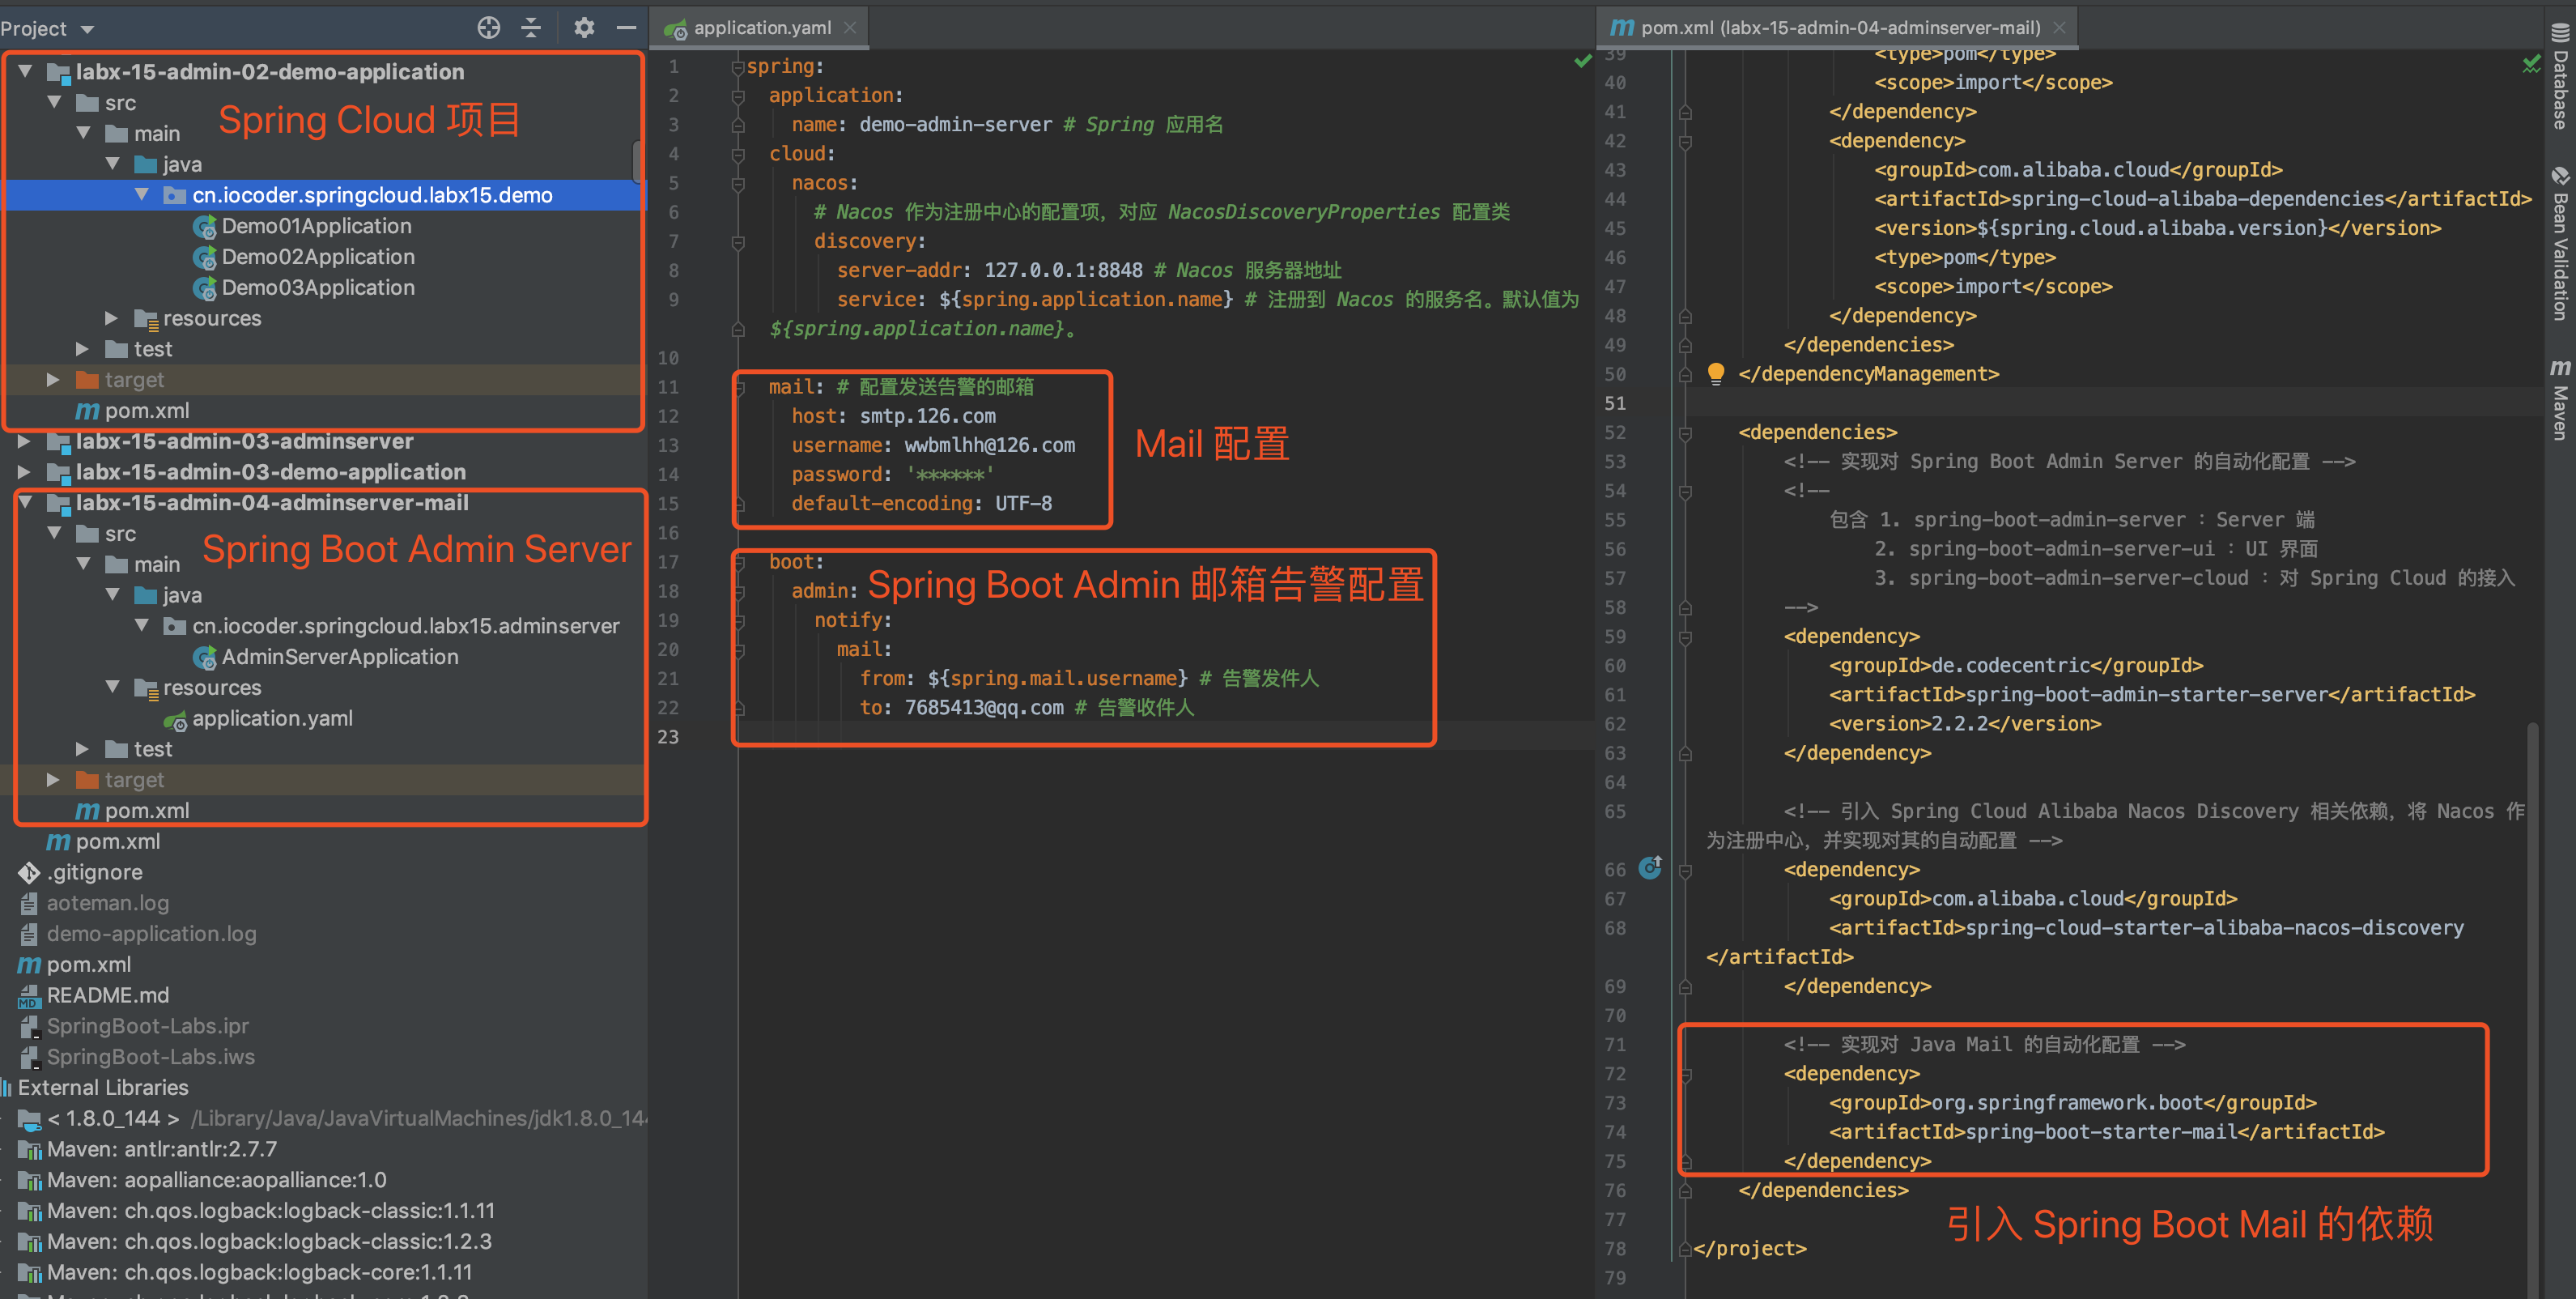 Project
labx-15-admin-02-demo-application
src
Spring Cloud 项目
main
java
cn.iocoder.springcloud.labx15.demo
Demo01Application
Demo02Application
Demo03Application
resources
test
target
pom.xml
labx-15-admin-03-adminserver
labx-15-admin-03-demo-application
labx-15-admin-04-adminserver-mail
src
Spring Boot Admin Server
main
java
cn.iocoder.springcloud.labx15.adminserver
AdminServerApplication
resources
application.yaml
test
target
pom.xml
pom.xml
.gitignore
aoteman.log
demo-application.log
pom.xml
README.md
SpringBoot-Labs.ipr
SpringBoot-Labs.iws
External Libraries
< 1.8.0_144 > /Library/Java/JavaVirtualMachines/jdk1.8.0_144
Maven: antlr:antlr:2.7.7
Maven: aopalliance:aopalliance:1.0
Maven: ch.qos.logback:logback-classic:1.1.11
Maven: ch.qos.logback:logback-classic:1.2.3
Maven: ch.qos.logback:logback-core:1.1.11
application.yaml
1 spring:
2 application:
3 name: demo-admin-server # Spring 应用名
4 cloud:
5 nacos:
6 # Nacos 作为注册中心的配置项，对应 NacosDiscoveryProperties 配置类
7 discovery:
8 server-addr: 127.0.0.1:8848 # Nacos 服务器地址
9 service: ${spring.application.name} # 注册到 Nacos 的服务名。默认值为
${spring.application.name}。
10
11 mail: # 配置发送告警的邮箱
12 host: smtp.126.com
13 username: wwbmlhh@126.com
Mail 配置
14 password: '******'
15 default-encoding: UTF-8
16
17 boot:
18 admin:
Spring Boot Admin 邮箱告警配置
19 notify:
20 mail:
21 from: ${spring.mail.username} # 告警发件人
22 to: 7685413@qq.com # 告警收件人
23
pom.xml (labx-15-admin-04-adminserver-mail)
39 <type>pom</type>
40 <scope>import</scope>
41 </dependency>
42 <dependency>
43 <groupId>com.alibaba.cloud</groupId>
44 <artifactId>spring-cloud-alibaba-dependencies</artifactId>
45 <version>${spring.cloud.alibaba.version}</version>
46 <type>pom</type>
47 <scope>import</scope>
48 </dependency>
49 </dependencies>
50 </dependencyManagement>
51
52 <dependencies>
53 <!-- 实现对 Spring Boot Admin Server 的自动化配置 -->
54 <!--
55 包含 1. spring-boot-admin-server ：Server 端
56 2. spring-boot-admin-server-ui ：UI 界面
57 3. spring-boot-admin-server-cloud ：对 Spring Cloud 的接入
58 -->
59 <dependency>
60 <groupId>de.codecentric</groupId>
61 <artifactId>spring-boot-admin-starter-server</artifactId>
62 <version>2.2.2</version>
63 </dependency>
64
65 <!-- 引入 Spring Cloud Alibaba Nacos Discovery 相关依赖，将 Nacos 作
为注册中心，并实现对其的自动配置 -->
66 <dependency>
67 <groupId>com.alibaba.cloud</groupId>
68 <artifactId>spring-cloud-starter-alibaba-nacos-discovery
</artifactId>
69 </dependency>
70
71 <!-- 实现对 Java Mail 的自动化配置 -->
72 <dependency>
73 <groupId>org.springframework.boot</groupId>
74 <artifactId>spring-boot-starter-mail</artifactId>
75 </dependency>
76 </dependencies>
77
引入 Spring Boot Mail 的依赖
78 </project>
79
Database
Bean Validation
Maven